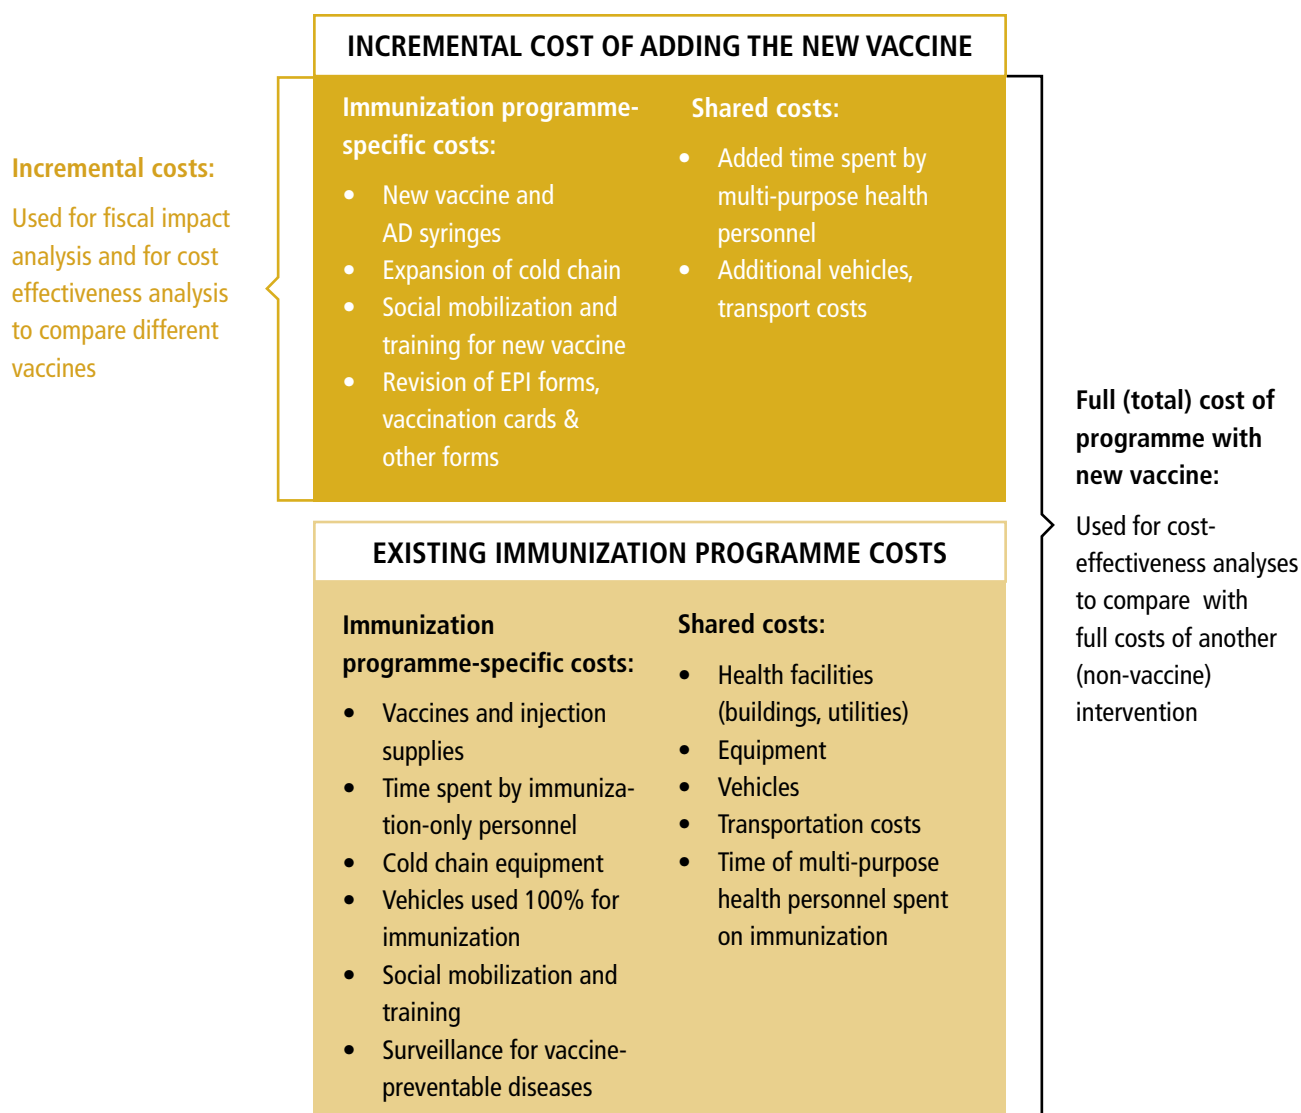 INCREMENTAL COST OF ADDING THE NEW VACCINE
Incremental costs:
Used for fiscal impact
analysis and for cost
effectiveness analysis
to compare different
vaccines
Immunization programme-
specific costs:
• New vaccine and
AD syringes
• Expansion of cold chain
• Social mobilization and
training for new vaccine
• Revision of EPI forms,
vaccination cards &
other forms
Shared costs:
• Added time spent by
multi-purpose health
personnel
• Additional vehicles,
transport costs
EXISTING IMMUNIZATION PROGRAMME COSTS
Immunization
programme-specific costs:
• Vaccines and injection
supplies
• Time spent by immuniza-
tion-only personnel
• Cold chain equipment
• Vehicles used 100% for
immunization
• Social mobilization and
training
• Surveillance for vaccine-
preventable diseases
Shared costs:
• Health facilities
(buildings, utilities)
• Equipment
• Vehicles
• Transportation costs
• Time of multi-purpose
health personnel spent
on immunization
Full (total) cost of
programme with
new vaccine:
Used for cost-
effectiveness analyses
to compare with
full costs of another
(non-vaccine)
intervention